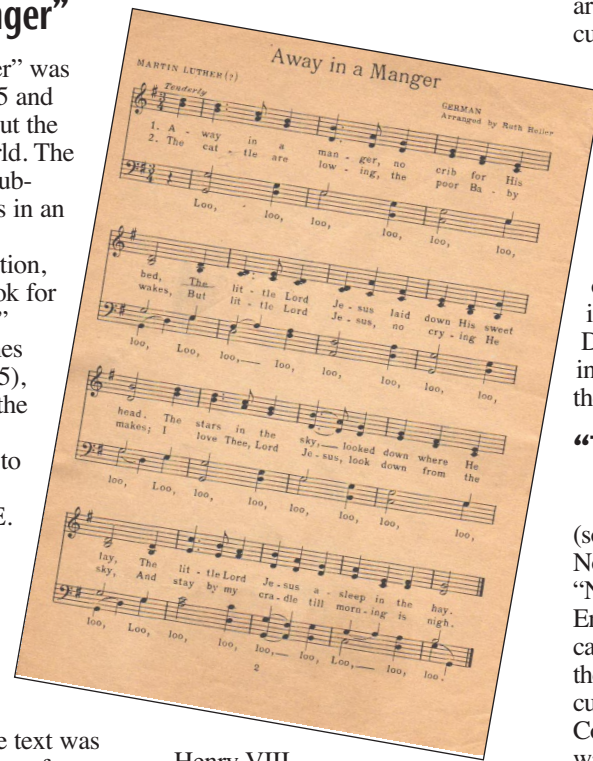 nger”
er” was
5 and
ut the
rld. The
ub-
s in an
tion,
ok for
”
es
5),
the
to
E.
e text was
Henry VIII
Away in a Manger
MARTIN LUTHER (?)
GERMAN
Arranged by Ruth Heller
Tenderly
1. A - way in a man - ger, no crib for His
2. The cat - tle are low - ing, the poor Ba - by
Loo, - loo, loo, loo, loo, loo,
bed, The lit - tle Lord Je - sus laid down His sweet
wakes, But lit - tle Lord Je - sus, no cry - ing He
loo, Loo, loo, loo, loo, loo, loo,
head. The stars in the sky, looked down where He
makes; I love Thee, Lord Je - sus, look down from the
loo, Loo, loo, loo, loo, loo, loo,
lay, The lit - tle Lord Je - sus a - sleep in the hay.
sky, And stay by my cra - dle till morn - ing is nigh.
loo, Loo, loo, loo, loo, Loo, loo, loo.
2
ar
cu
i
D
in
th
“
(se
No
“N
En
ca
the
cu
Co